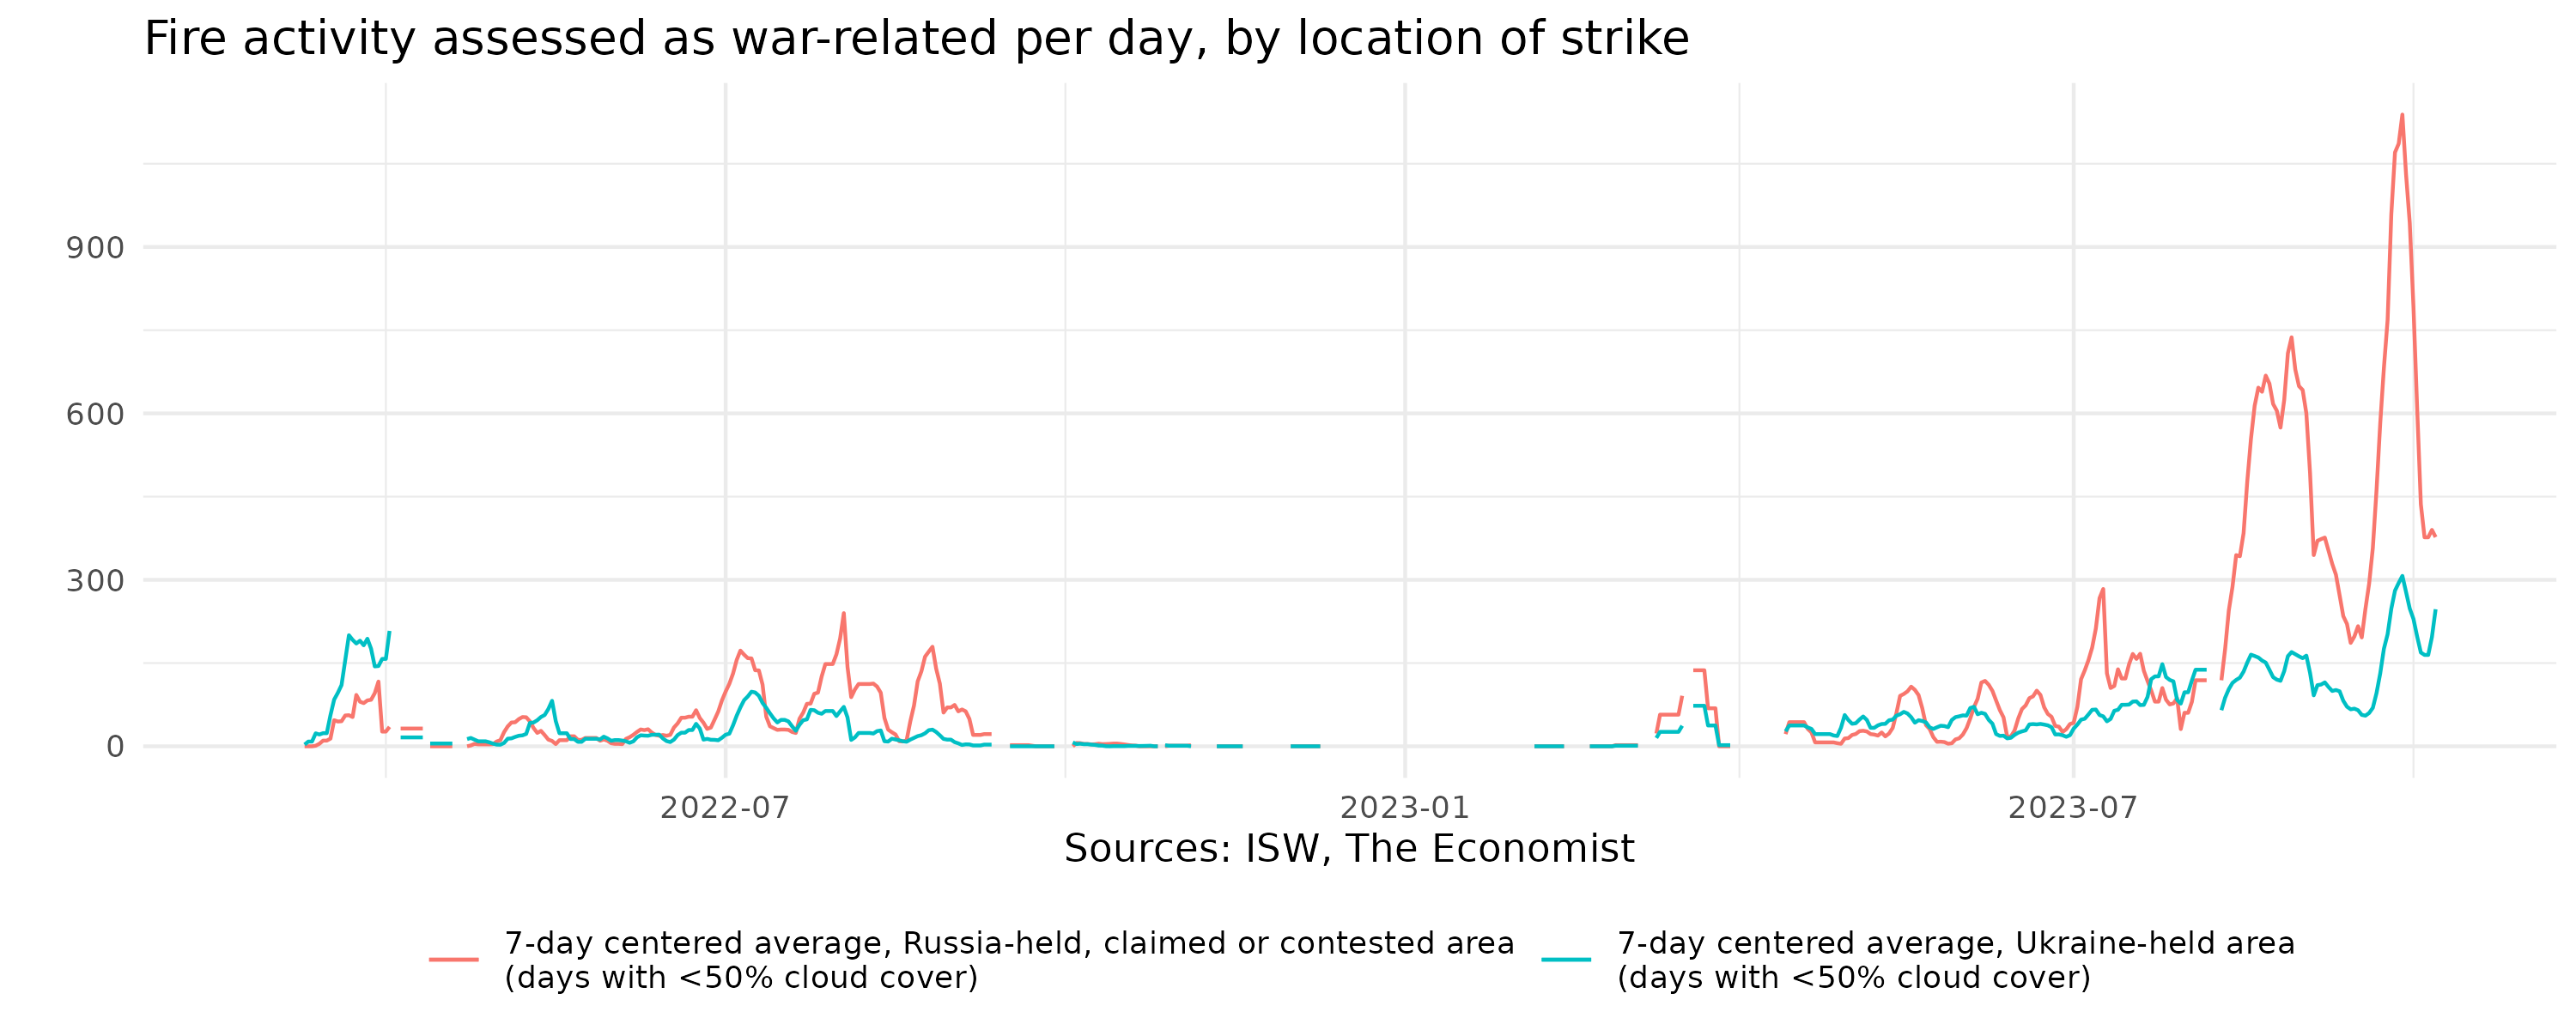 Fire activity assessed as war-related per day, by location of strike
900
600
300
0
2022-07
2023-01
2023-07
Sources: ISW, The Economist
7-day centered average, Russia-held, claimed or contested area
(days with <50% cloud cover)
7-day centered average, Ukraine-held area
(days with <50% cloud cover)